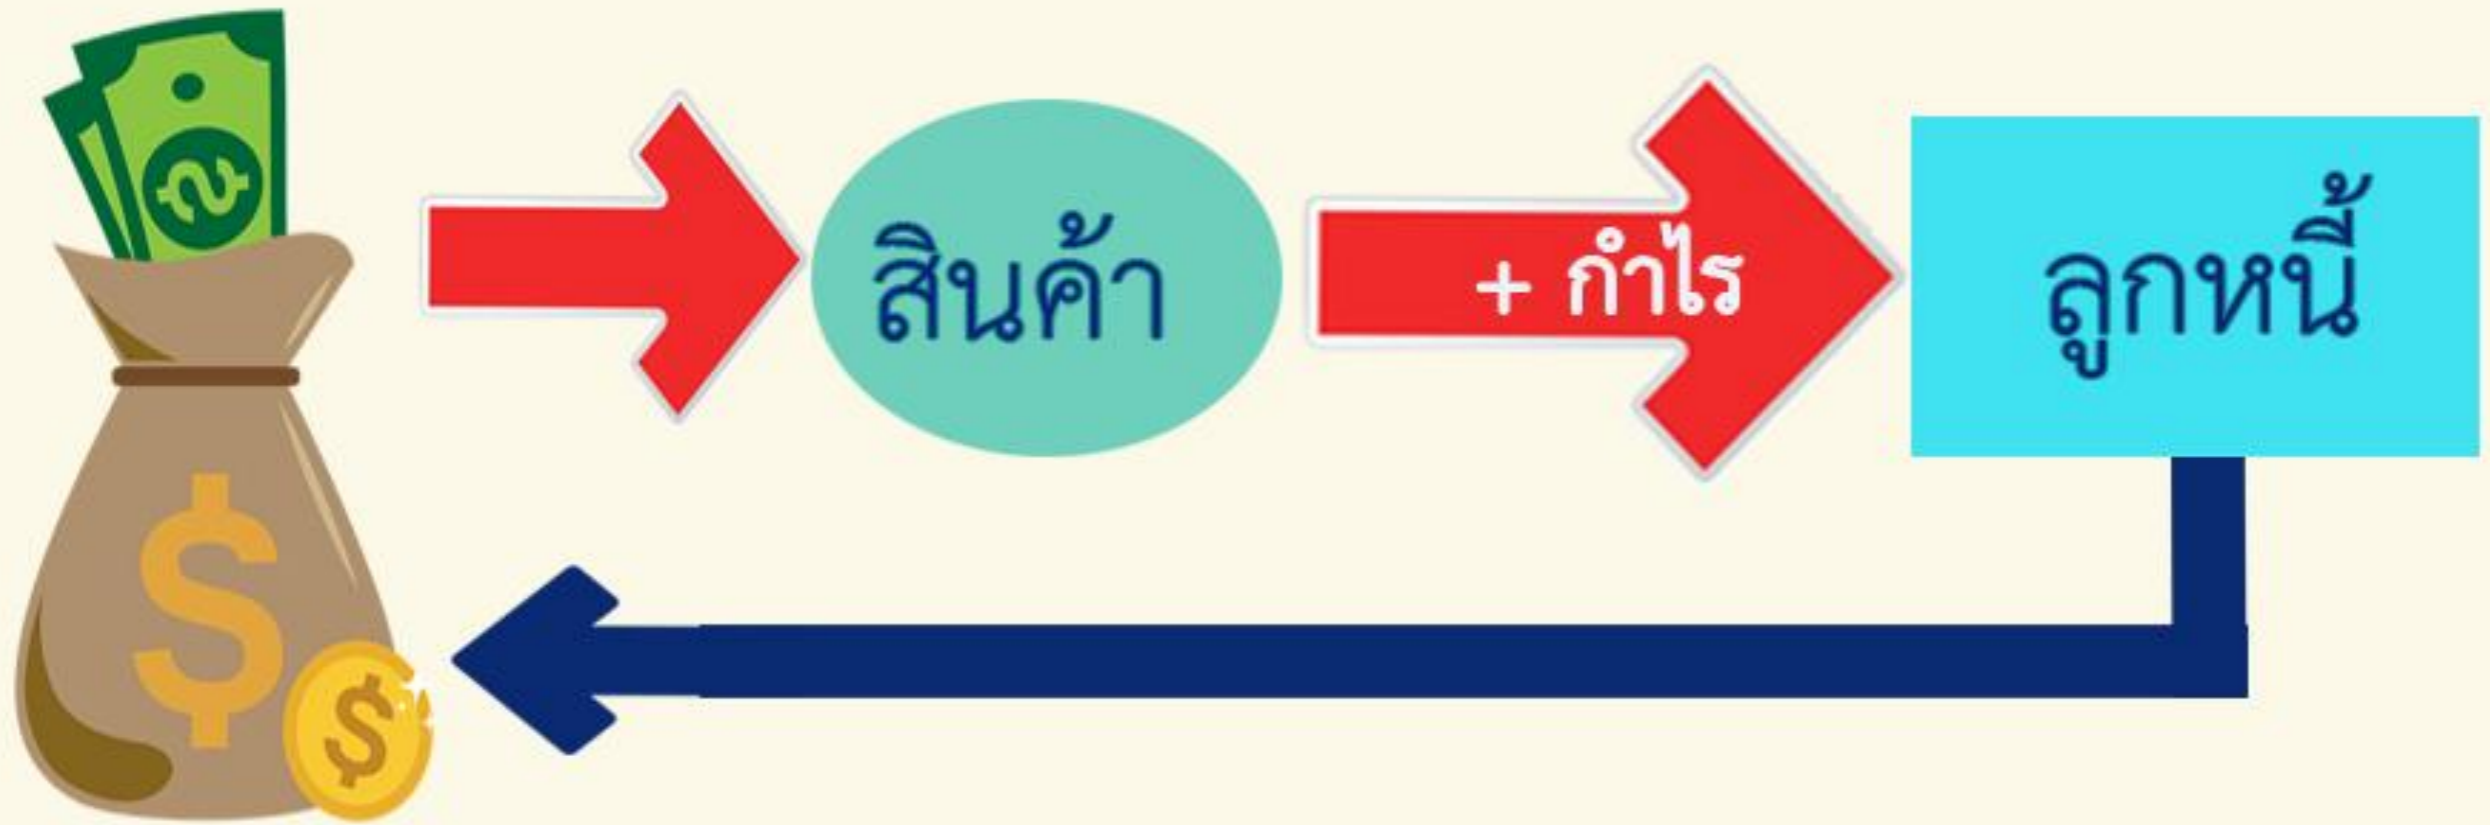 สินค้า
+ กำไร
ลูกหนี้
$
$